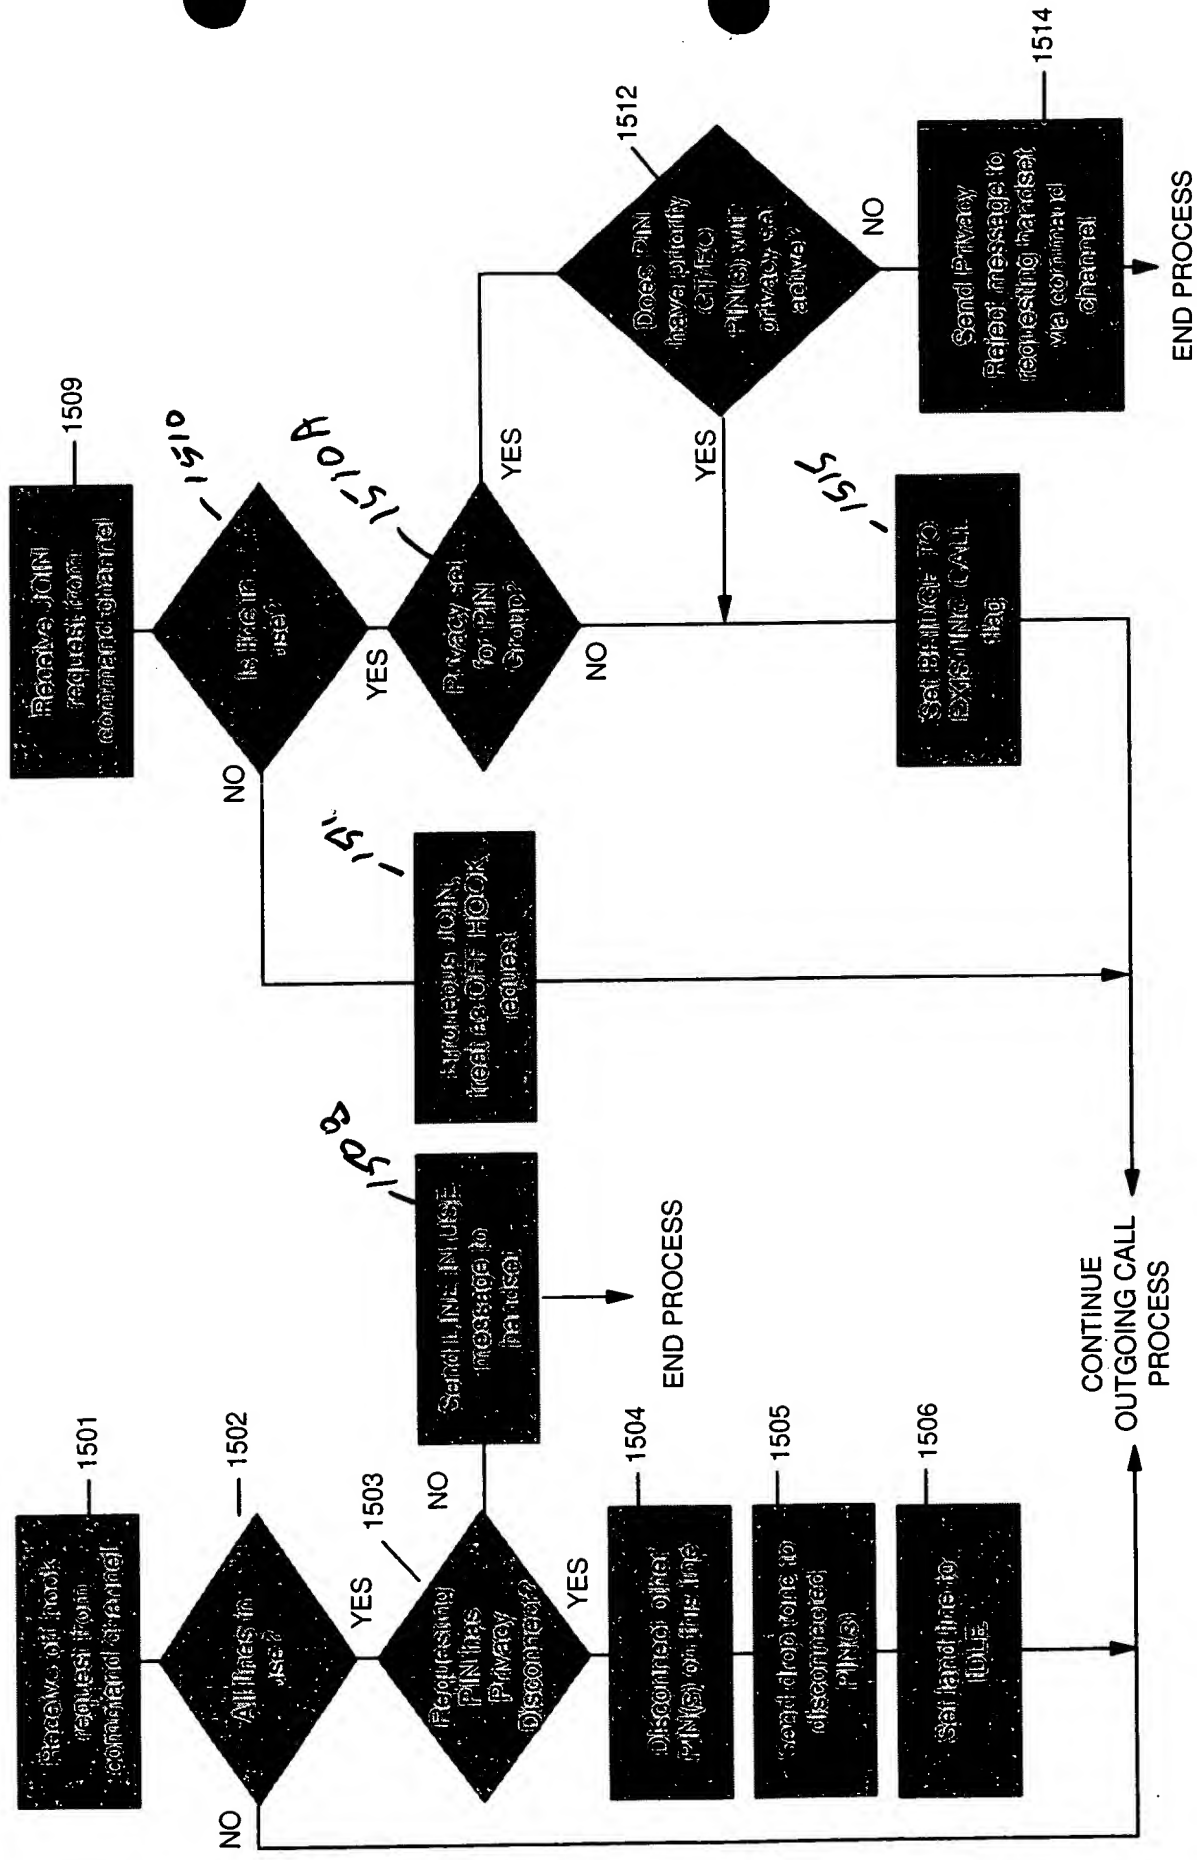 1501
Receive off hook
request from
command channel
1502
All lines in
use?
NO
YES
1503
Requesting
PIN has
Privacy
Disconnect?
NO
YES
1508
Send LINE IN USE
message to
handset
END PROCESS
1504
Disconnect other
PIN(s) on this line
1505
Send drop tone to
disconnected
PIN(s)
1506
Set land line to
IDLE
CONTINUE
OUTGOING CALL
PROCESS
1509
Receive JOIN
request from
command channel
1510
Is line in
use?
NO
YES
1511
Erroneous JOIN,
treat as OFF HOOK
request
1510A
Privacy set
for PIN
Group?
YES
NO
1512
Does PIN
have priority
PIN(s) with
privacy set
active?
YES
NO
1515
Set BRIDGE TO
EXISTING CALL
flag
1514
Send Privacy
Reject message to
requesting handset
via command
channel
END PROCESS